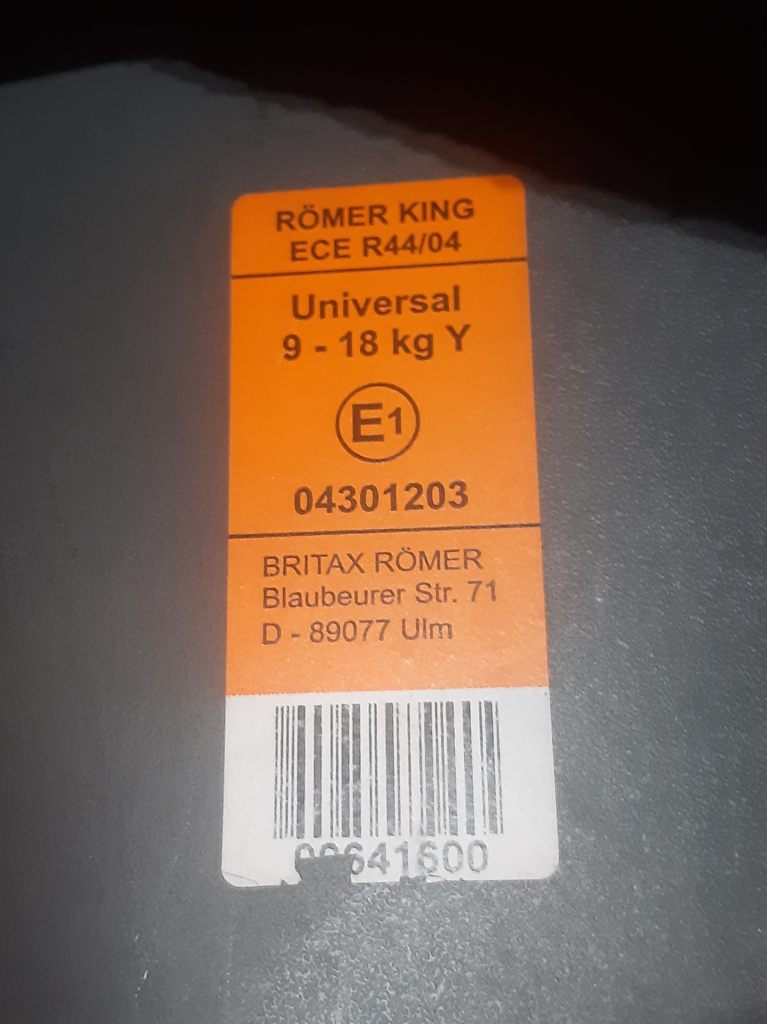 RÖMER KING
ECE R44/04
Universal
9 - 18 kg Y
E1
04301203
BRITAX RÖMER
Blaubeurer Str. 71
D - 89077 Ulm